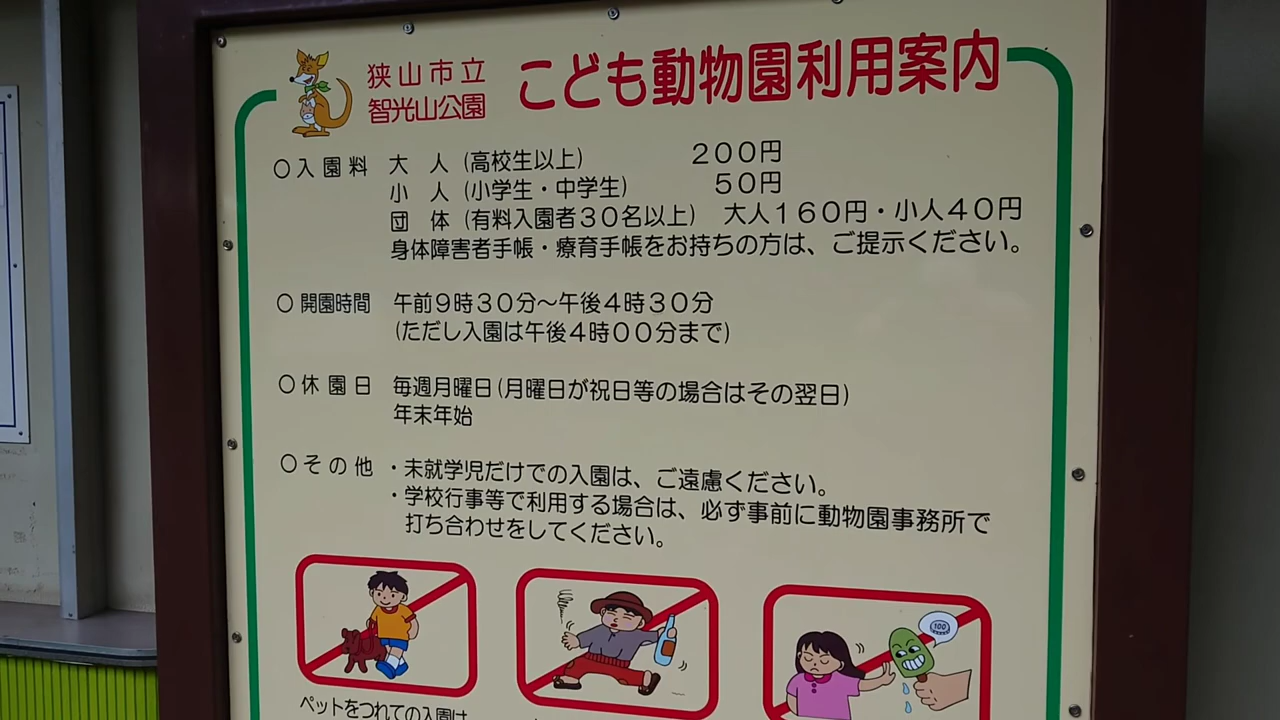 狭山市立
智光山公園
こども動物園利用案内
○入園料 大 人 (高校生以上) 200円
小 人 (小学生・中学生) 50円
団 体 (有料入園者30名以上) 大人160円・小人40円
身体障害者手帳・療育手帳をお持ちの方は、ご提示ください。
○開園時間 午前9時30分~午後4時30分
(ただし入園は午後4時00分まで)
○休園日 毎週月曜日(月曜日が祝日等の場合はその翌日)
年末年始
○その他 ・未就学児だけでの入園は、ご遠慮ください。
・学校行事等で利用する場合は、必ず事前に動物園事務所で
打ち合わせをしてください。
100
ペットをつれての入園は